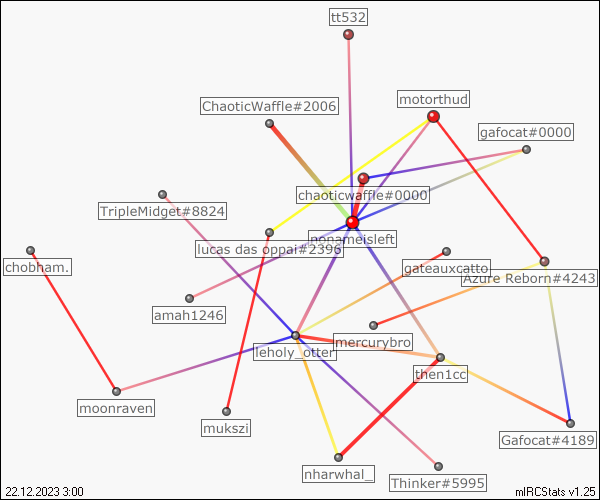 tt532
ChaoticWaffle#2006
motorthud
gafocat#0000
chaoticwaffle#0000
TripleMidget#8824
nonameisleft
lucas das oppai#2396
chobham.
gateauxcatto
Azure Reborn#4243
amah1246
mercurybro
leholy_otter
then1cc
moonraven
mukszi
Gafocat#4189
nharwhal_
Thinker#5995
22.12.2023 3:00
mIRCStats v1.25